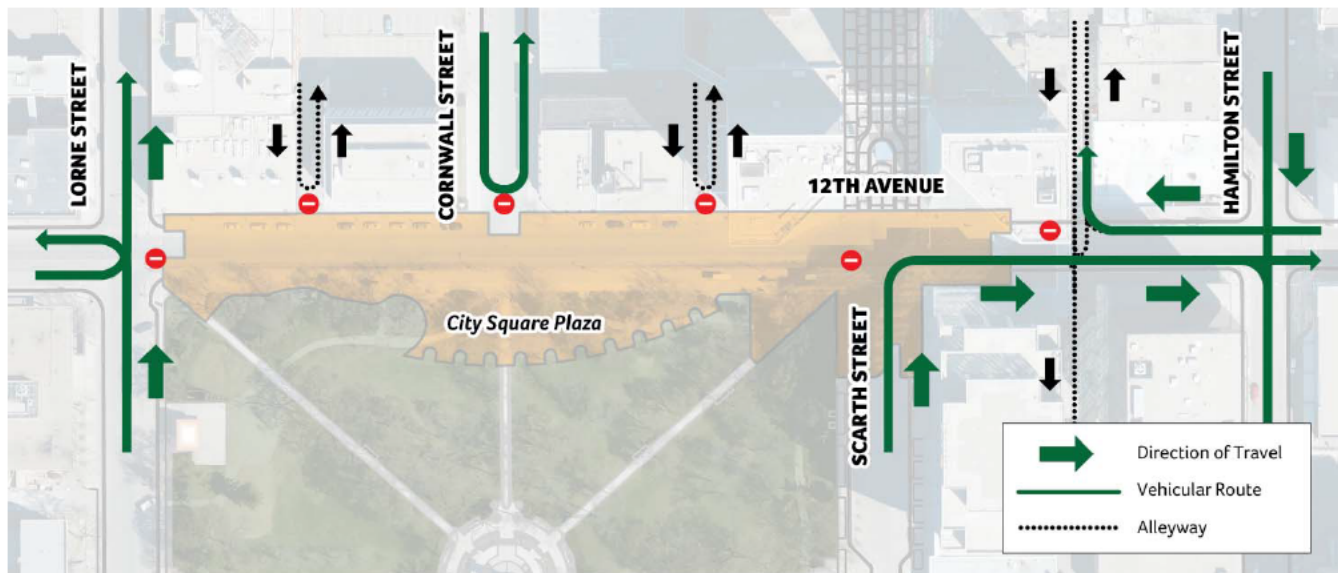 LORNE STREET
CORNWALL STREET
12TH AVENUE
HAMILTON STREET
City Square Plaza
SCARTH STREET
Direction of Travel
Vehicular Route
Alleyway